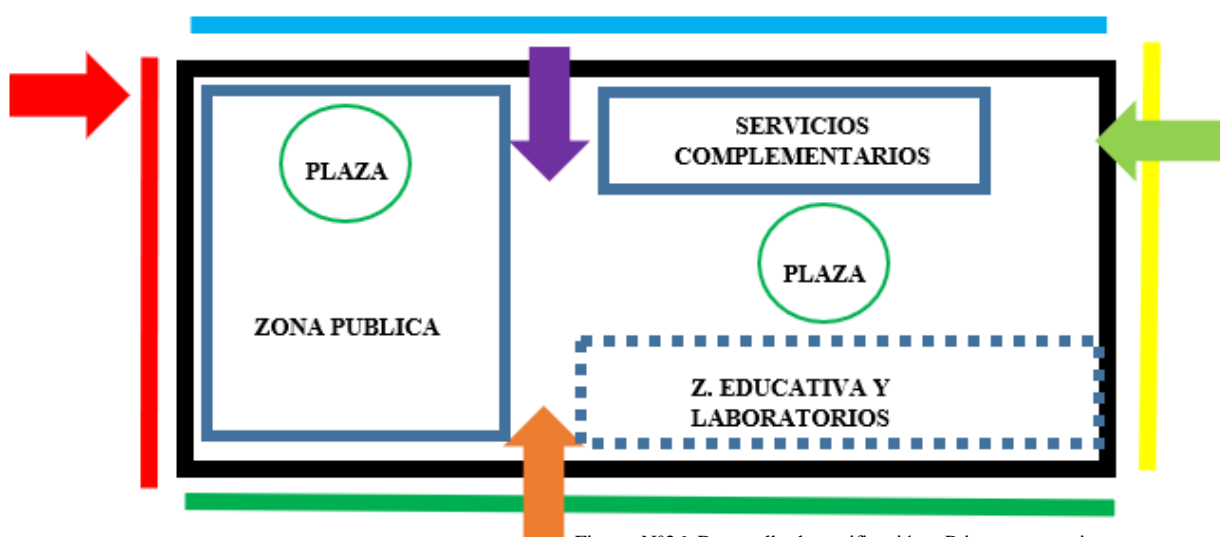 PLAZA
SERVICIOS
COMPLEMENTARIOS
PLAZA
ZONA PUBLICA
Z. EDUCATIVA Y
LABORATORIOS